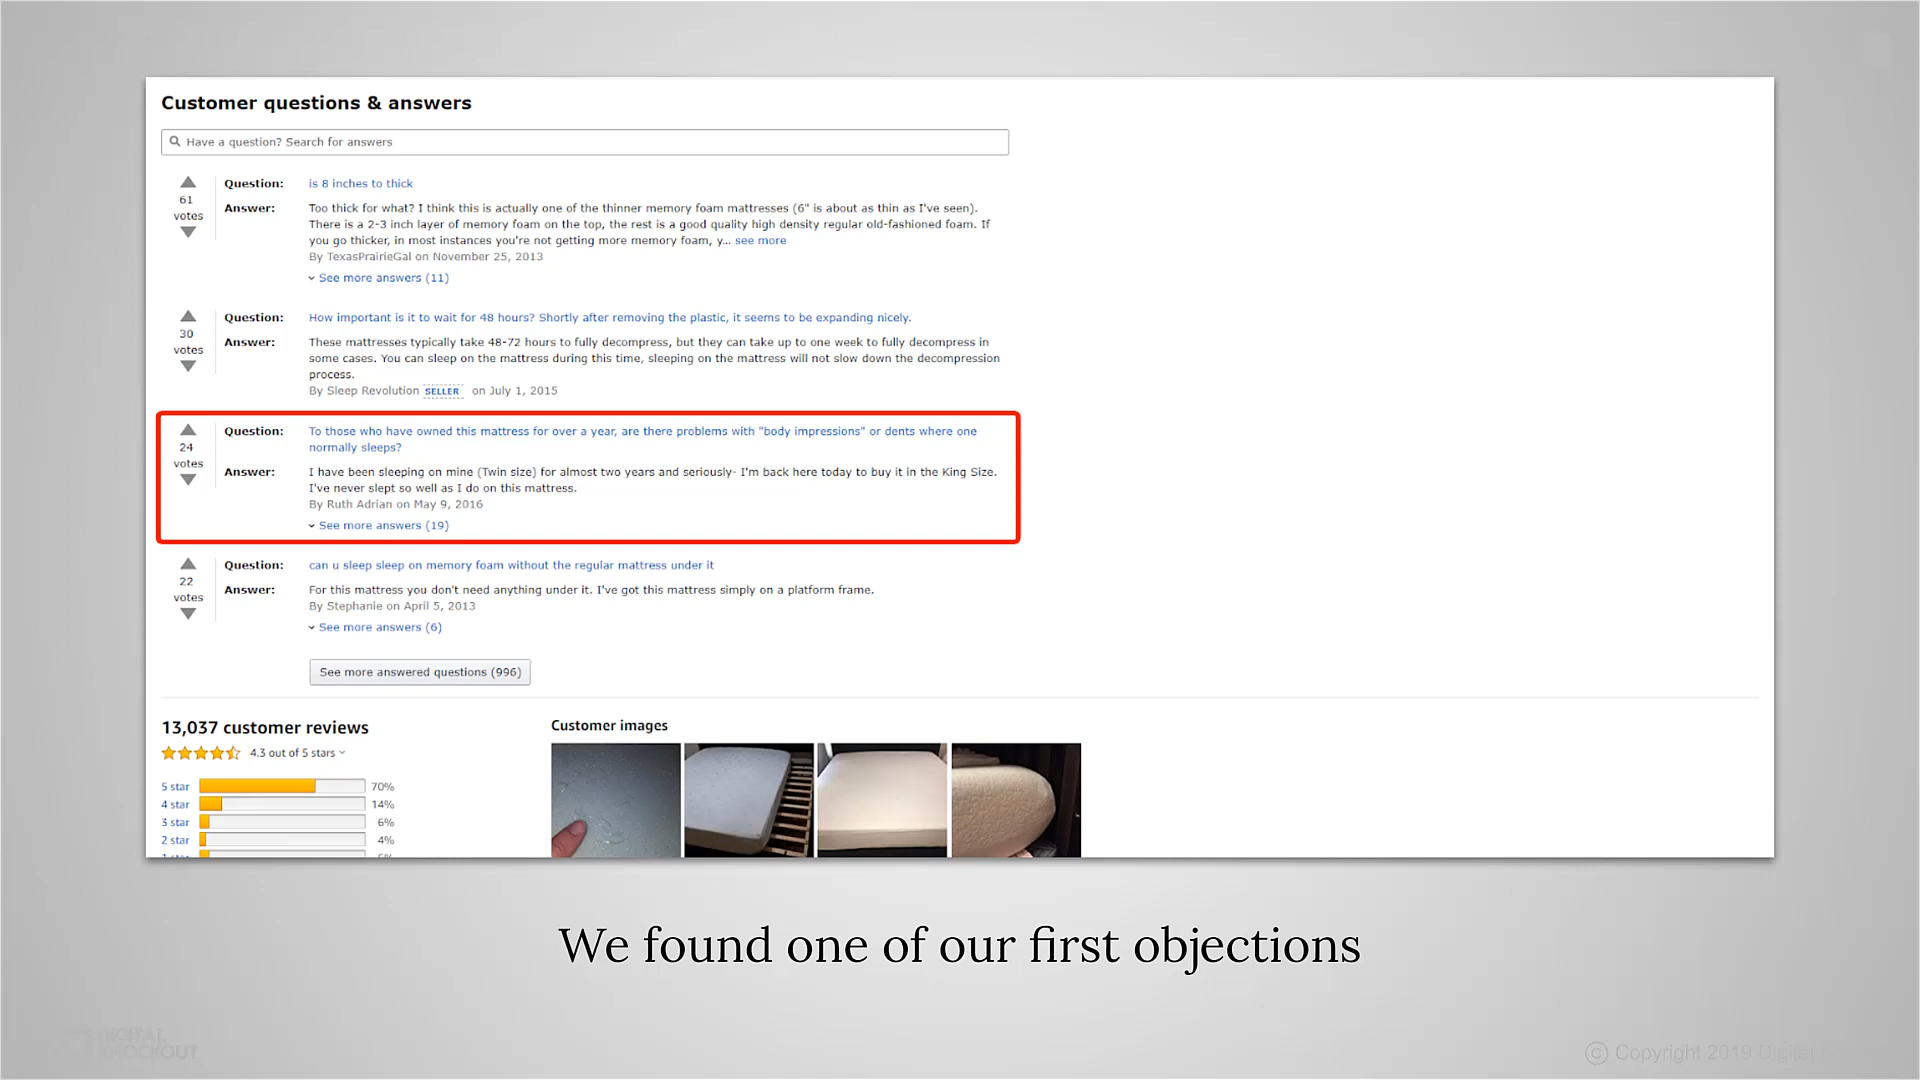 Customer questions & answers
Have a question? Search for answers
61
votes
Question: is 8 inches to thick
Answer: Too thick for what? I think this is actually one of the thinner memory foam mattresses (6" is about as thin as I've seen).
There is a 2-3 inch layer of memory foam on the top, the rest is a good quality high density regular old-fashioned foam. If
you go thicker, in most instances you're not getting more memory foam, y... see more
By TexasPrairieGal on November 25, 2013
See more answers (11)
30
votes
Question: How important is it to wait for 48 hours? Shortly after removing the plastic, it seems to be expanding nicely.
Answer: These mattresses typically take 48-72 hours to fully decompress, but they can take up to one week to fully decompress in
some cases. You can sleep on the mattress during this time, sleeping on the mattress will not slow down the decompression
process.
By Sleep Revolution SELLER on July 1, 2015
24
votes
Question: To those who have owned this mattress for over a year, are there problems with "body impressions" or dents where one
normally sleeps?
Answer: I have been sleeping on mine (Twin size) for almost two years and seriously- I'm back here today to buy it in the King Size.
I've never slept so well as I do on this mattress.
By Ruth Adrian on May 9, 2016
See more answers (19)
22
votes
Question: can u sleep sleep on memory foam without the regular mattress under it
Answer: For this mattress you don't need anything under it. I've got this mattress simply on a platform frame.
By Stephanie on April 5, 2013
See more answers (6)
See more answered questions (996)
13,037 customer reviews
4.3 out of 5 stars
5 star 70%
4 star 14%
3 star 6%
2 star 4%
Customer images
We found one of our first objections
DIGITAL
KNOCKOUT
© Copyright 2019 Digital